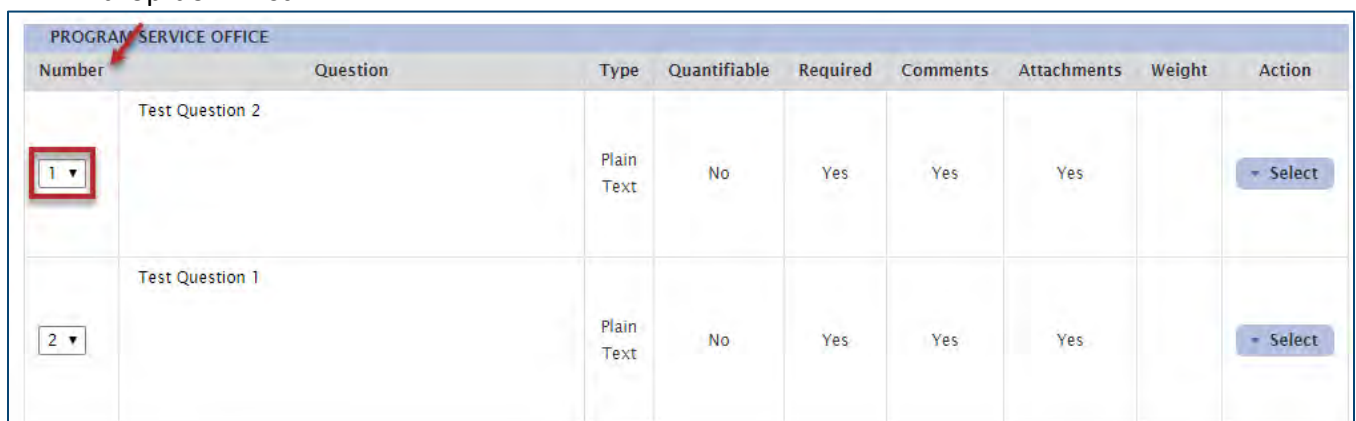 PROGRAM SERVICE OFFICE
Number Question Type Quantifiable Required Comments Attachments Weight Action
Test Question 2
1 Plain Text No Yes Yes Yes Select
Test Question 1
2 Plain Text No Yes Yes Yes Select